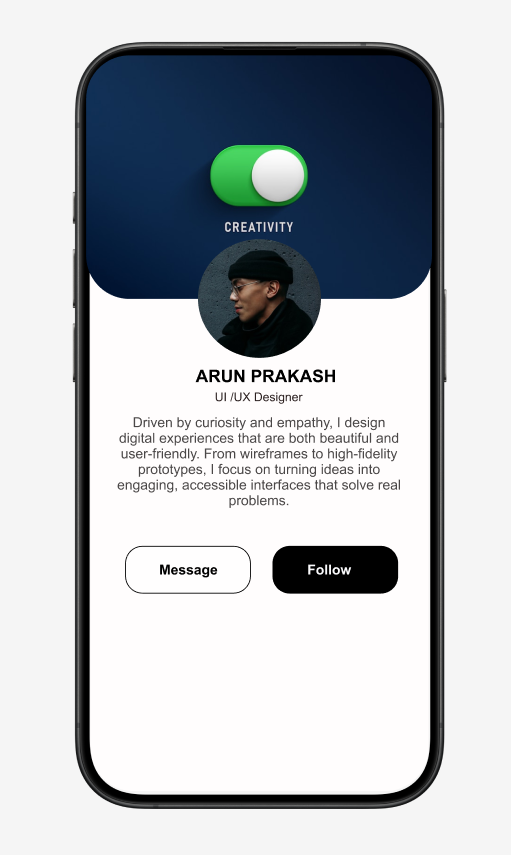 CREATIVITY
ARUN PRAKASH
UI /UX Designer
Driven by curiosity and empathy, I design
digital experiences that are both beautiful and
user-friendly. From wireframes to high-fidelity
prototypes, I focus on turning ideas into
engaging, accessible interfaces that solve real
problems.
Message
Follow